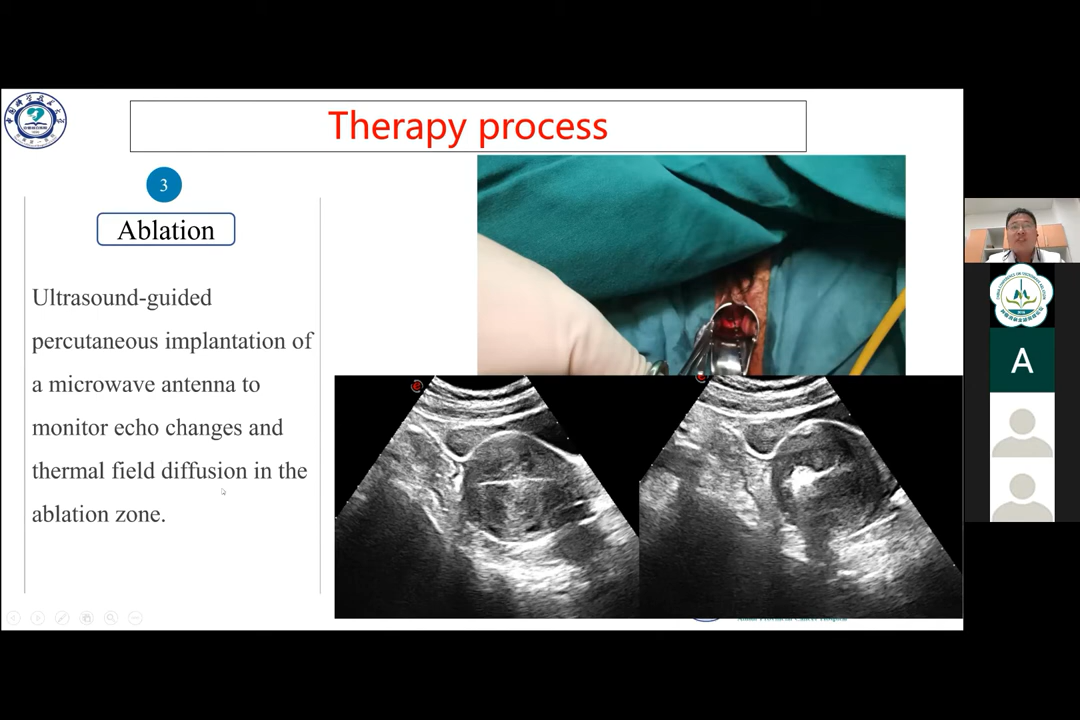 Therapy process
3
Ablation
Ultrasound-guided
percutaneous implantation of
a microwave antenna to
monitor echo changes and
thermal field diffusion in the
ablation zone.
A